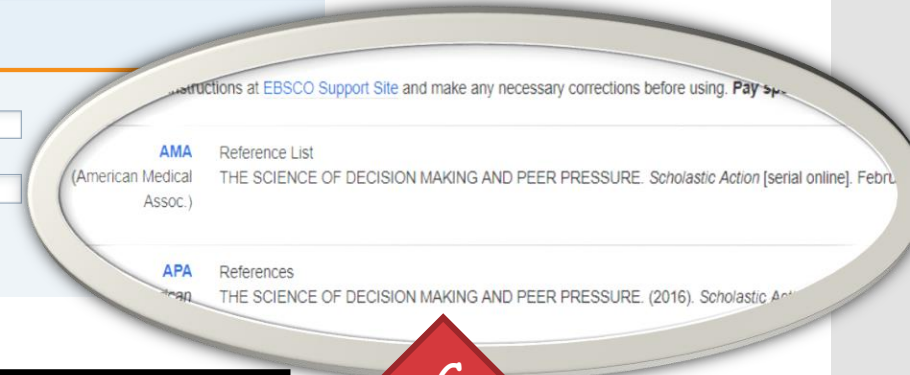 instructions at EBSCO Support Site and make any necessary corrections before using. Pay
AMA Reference List
(American Medical THE SCIENCE OF DECISION MAKING AND PEER PRESSURE. Scholastic Action [serial online]. Febru
Assoc.)
APA References
THE SCIENCE OF DECISION MAKING AND PEER PRESSURE. (2016). Scholastic